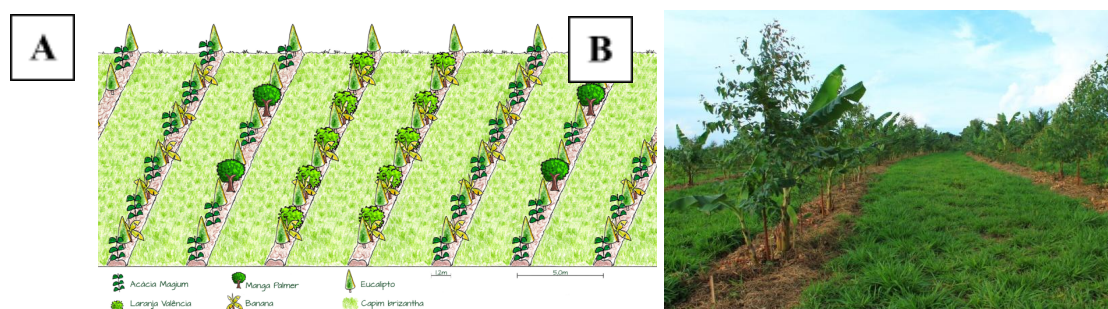 A
B
1.2m
5.0m
Acácia Magium
Manga Palmer
Eucalipto
Laranja Valência
Banana
Capim brizantha